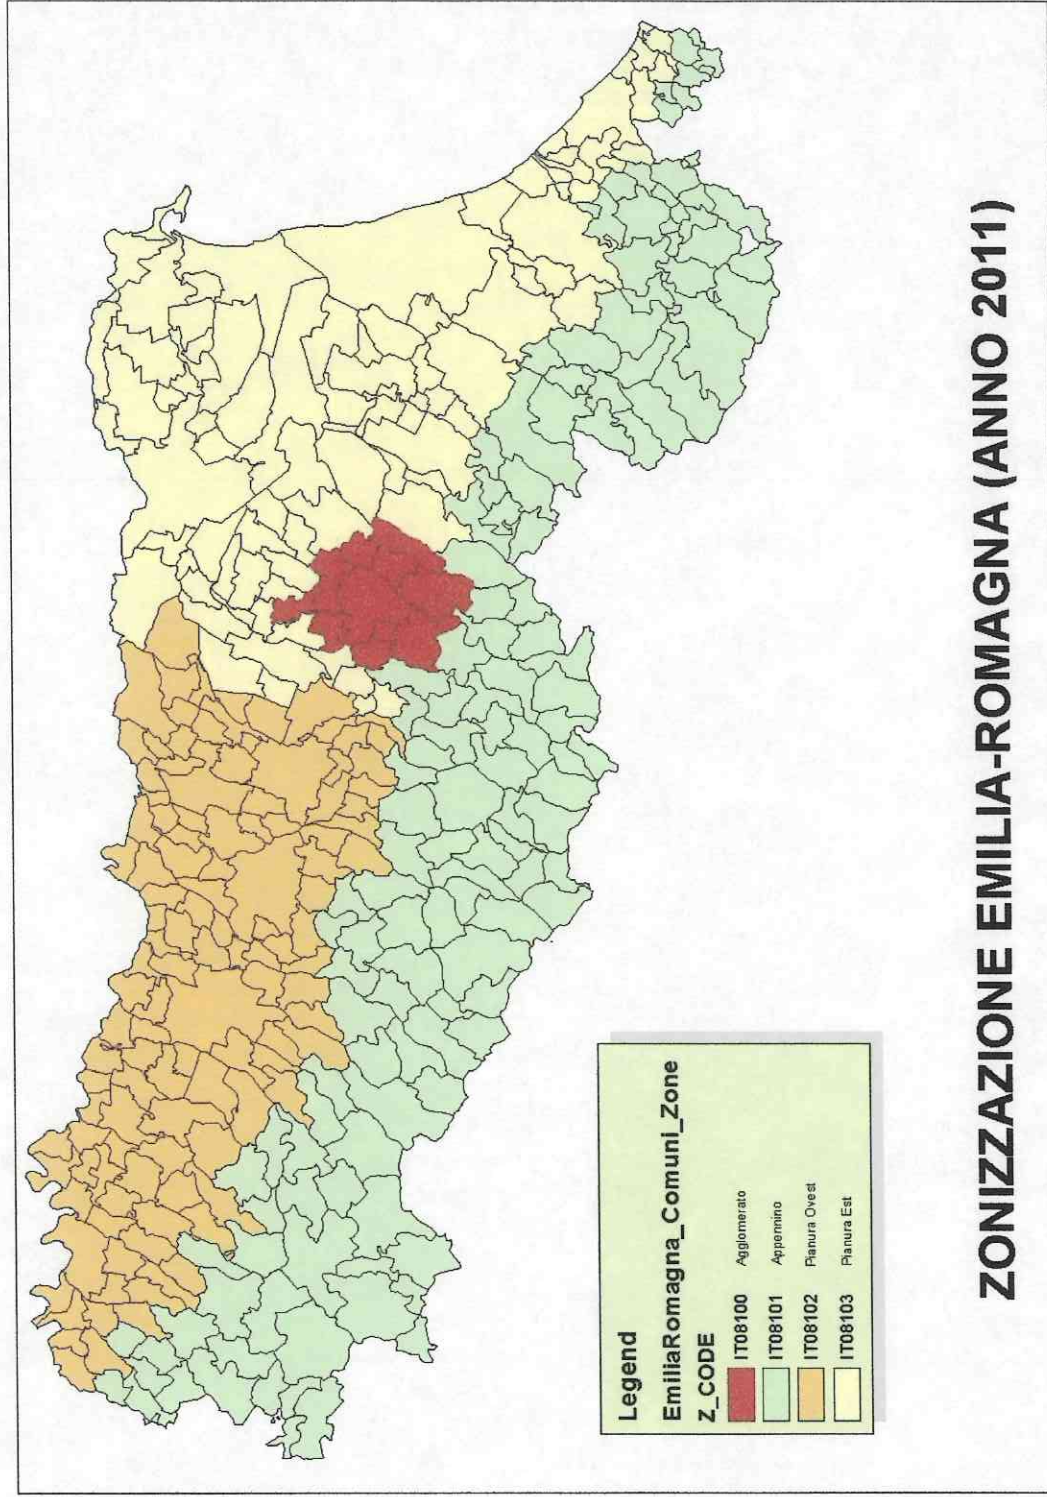 Legend
EmiliaRomagna_Comuni_Zone
Z_CODE
IT08100 Agglomerato
IT08101 Appennino
IT08102 Pianura Ovest
IT08103 Pianura Est
ZONIZZAZIONE EMILIA-ROMAGNA (ANNO 2011)